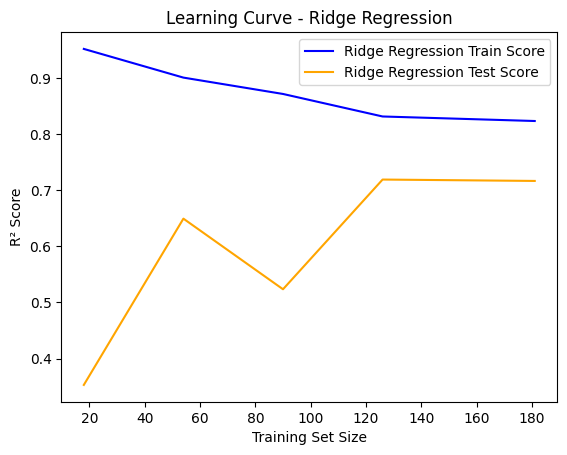 Learning Curve - Ridge Regression
Ridge Regression Train Score
Ridge Regression Test Score
R² Score
0.9
0.8
0.7
0.6
0.5
0.4
20 40 60 80 100 120 140 160 180
Training Set Size